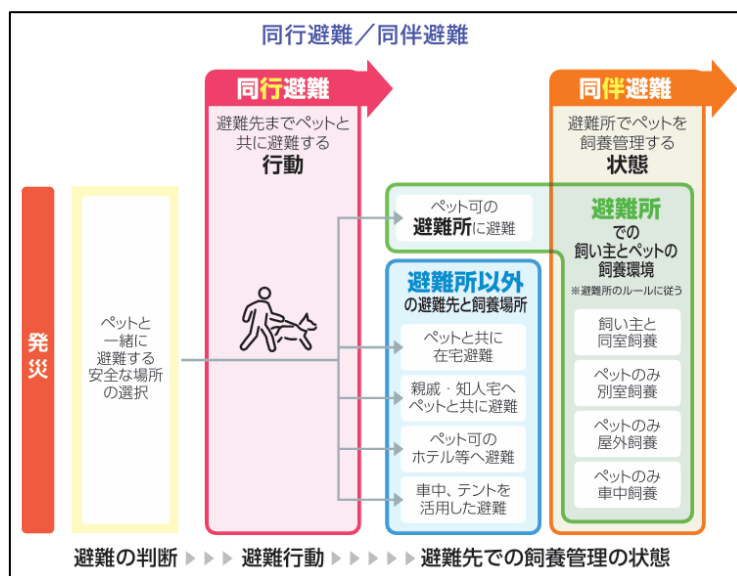 同行避難／同伴避難
同行避難
避難先までペットと
共に避難する
行動
同伴避難
避難所でペットを
飼養管理する
状態
発災
ペットと
一緒に
避難する
安全な場所
の選択
ペット可の
避難所に避難
避難所以外
の避難先と飼養場所
ペットと共に
在宅避難
親戚・知人宅へ
ペットと共に避難
ペット可の
ホテル等へ避難
車中、テントを
活用した避難
避難所
での
飼い主とペットの
飼養環境
※避難所のルールに従う
飼い主と
同室飼養
ペットのみ
別室飼養
ペットのみ
屋外飼養
ペットのみ
車中飼養
避難の判断 ▶ ▶ ▶ 避難行動 ▶ ▶ ▶ ▶ ▶ 避難先での飼養管理の状態